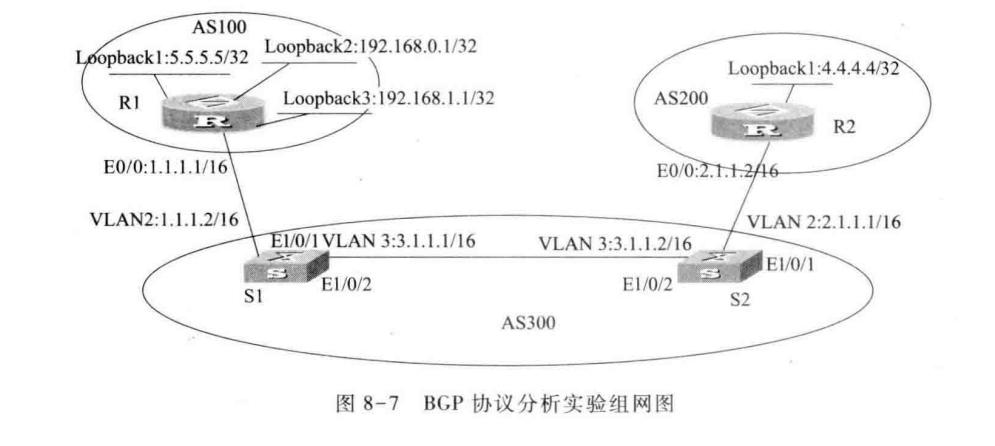 AS100
Loopback2:192.168.0.1/32
Loopback1:5.5.5.5/32
Loopback1:4.4.4.4/32
R1
Loopback3:192.168.1.1/32
AS200
R
R
R2
E0/0:1.1.1.1/16
E0/0:2.1.1.2/16
VLAN2:1.1.1.2/16
VLAN 2:2.1.1.1/16
E1/0/1 VLAN 3:3.1.1.1/16
VLAN 3:3.1.1.2/16
E1/0/1
S
S
E1/0/2
E1/0/2
S1
S2
AS300
图 8-7 BGP 协议分析实验组网图